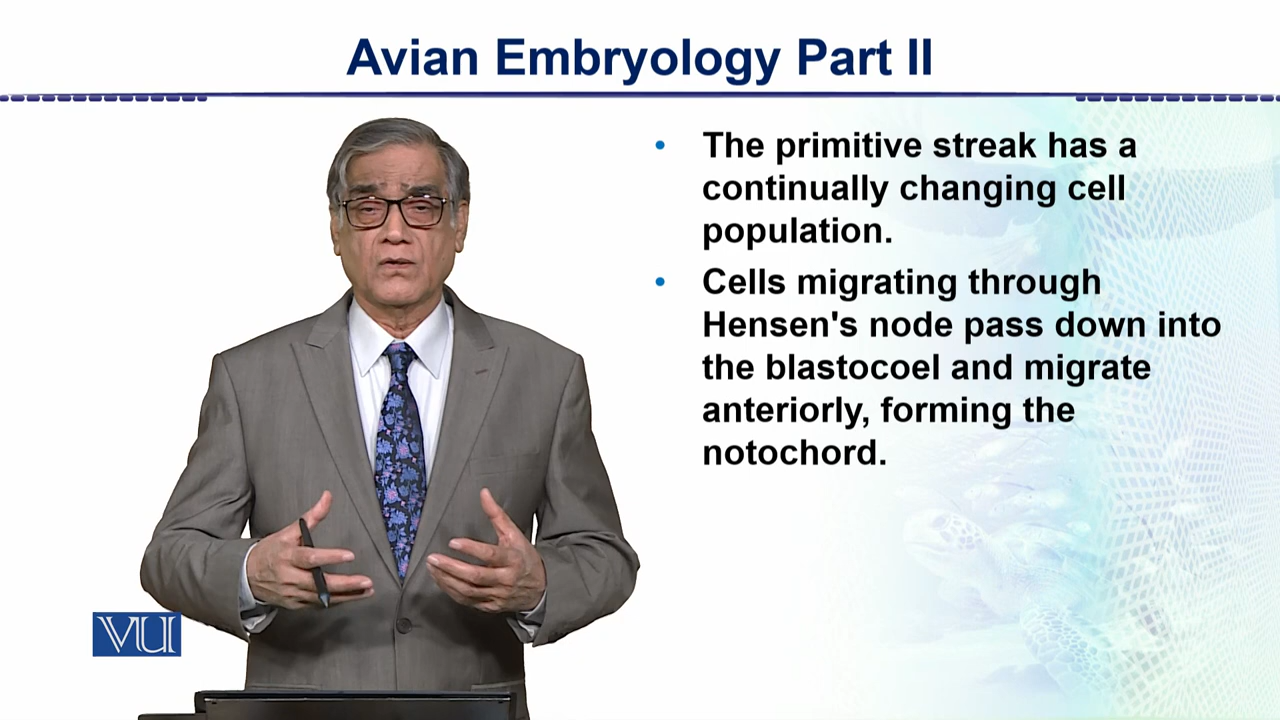 Avian Embryology Part II
• The primitive streak has a
continually changing cell
population.
• Cells migrating through
Hensen's node pass down into
the blastocoel and migrate
anteriorly, forming the
notochord.
VU